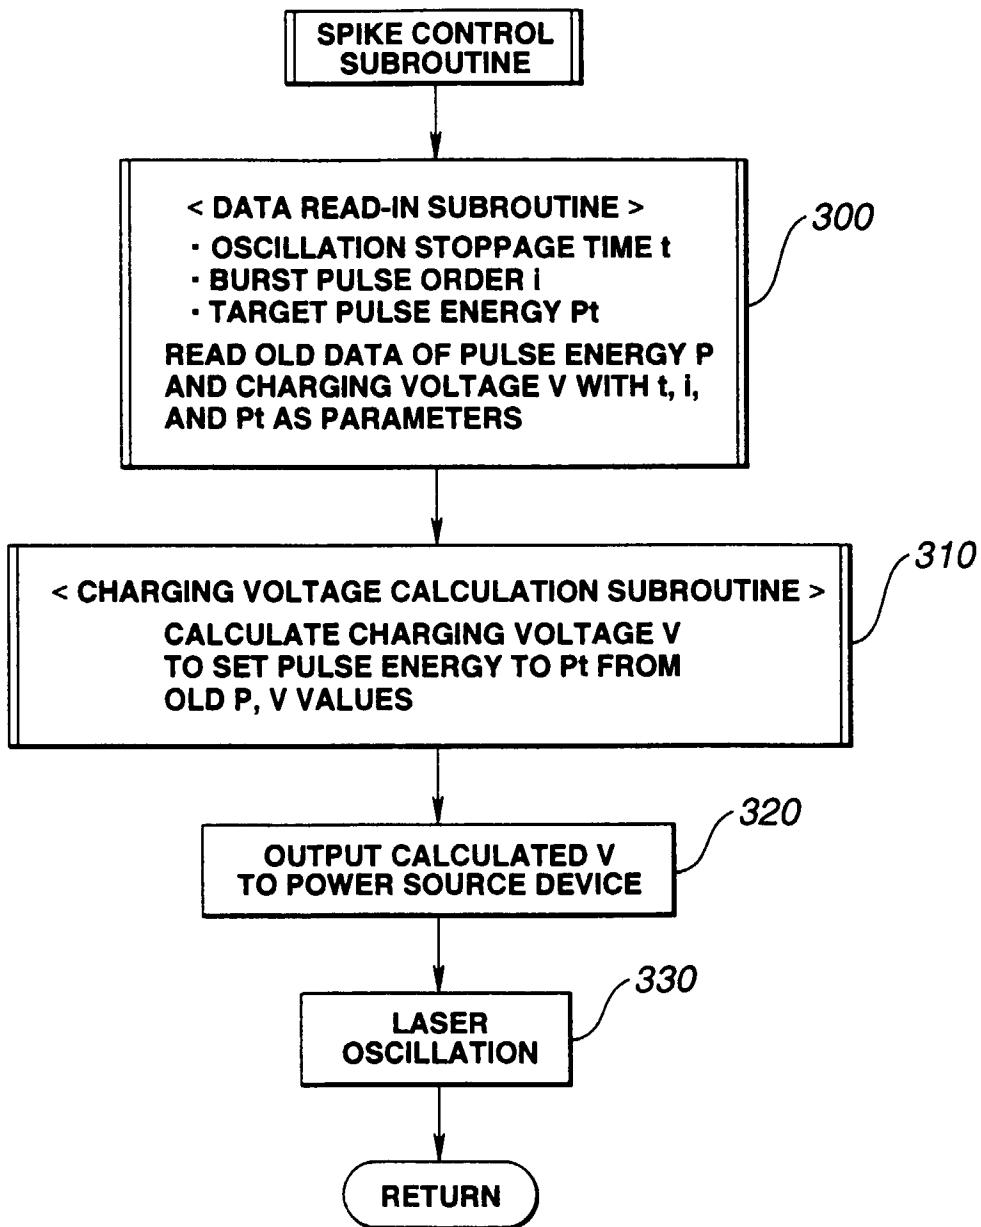 SPIKE CONTROL
SUBROUTINE
< DATA READ-IN SUBROUTINE >
· OSCILLATION STOPPAGE TIME t
· BURST PULSE ORDER i
· TARGET PULSE ENERGY Pt
READ OLD DATA OF PULSE ENERGY P
AND CHARGING VOLTAGE V WITH t, i,
AND Pt AS PARAMETERS
300
< CHARGING VOLTAGE CALCULATION SUBROUTINE >
CALCULATE CHARGING VOLTAGE V
TO SET PULSE ENERGY TO Pt FROM
OLD P, V VALUES
310
OUTPUT CALCULATED V
TO POWER SOURCE DEVICE
320
LASER
OSCILLATION
330
RETURN